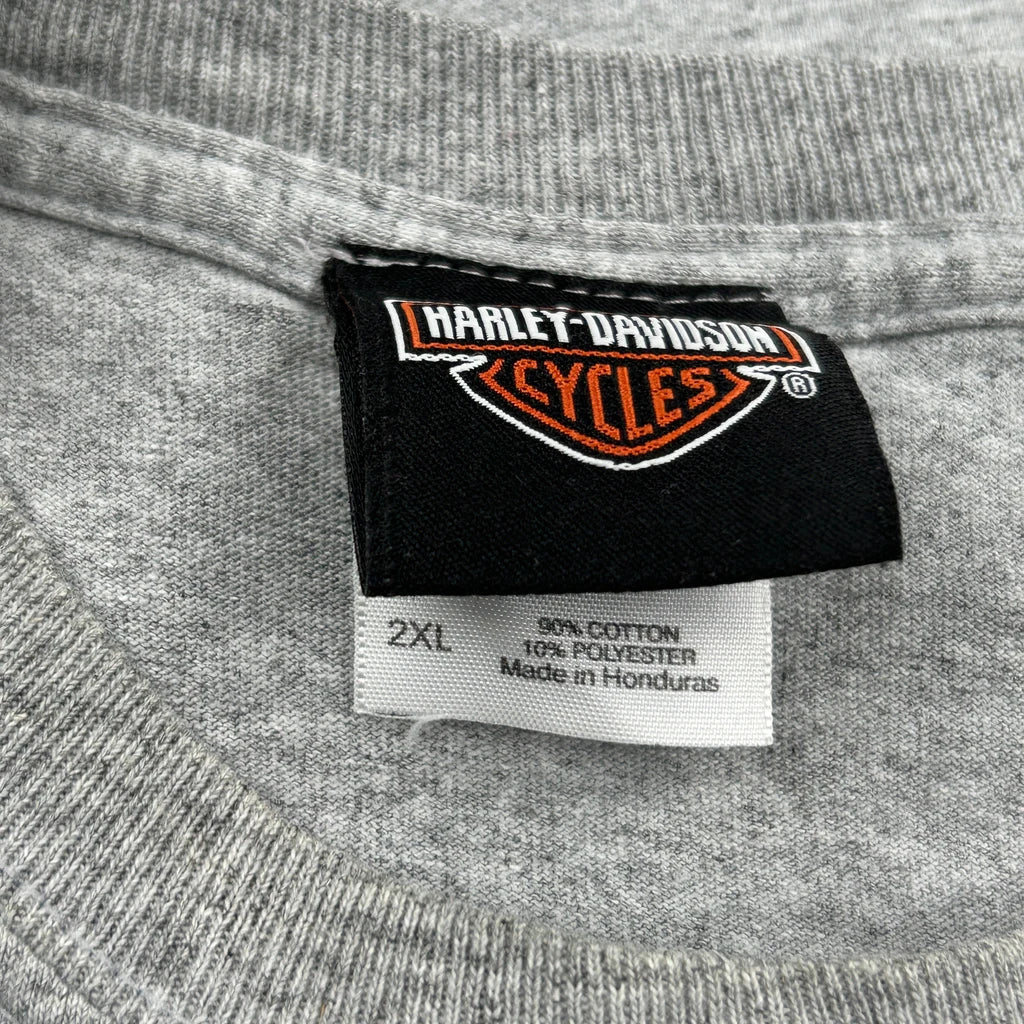 HARLEY-DAVIDSON
CYCLES
®
2XL
90% COTTON
10% POLYESTER
Made in Honduras